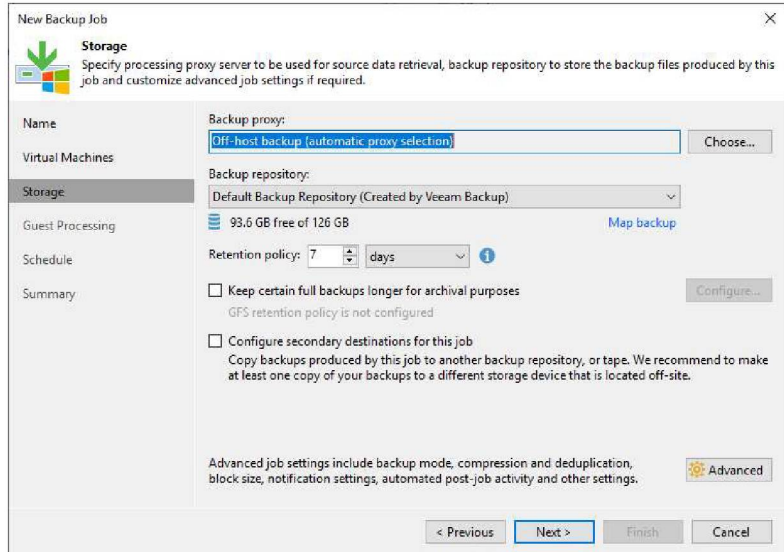 New Backup Job
Storage
Specify processing proxy server to be used for source data retrieval, backup repository to store the backup files produced by this
job and customize advanced job settings if required.
Name
Virtual Machines
Storage
Guest Processing
Schedule
Summary
Backup proxy:
Off-host backup (automatic proxy selection)
Choose...
Backup repository:
Default Backup Repository (Created by Veeam Backup)
93.6 GB free of 126 GB
Map backup
Retention policy: 7 days
Keep certain full backups longer for archival purposes
Configure...
GFS retention policy is not configured
Configure secondary destinations for this job
Copy backups produced by this job to another backup repository, or tape. We recommend to make
at least one copy of your backups to a different storage device that is located off-site.
Advanced job settings include backup mode, compression and deduplication,
block size, notification settings, automated post-job activity and other settings.
Advanced
< Previous
Next >
Finish
Cancel